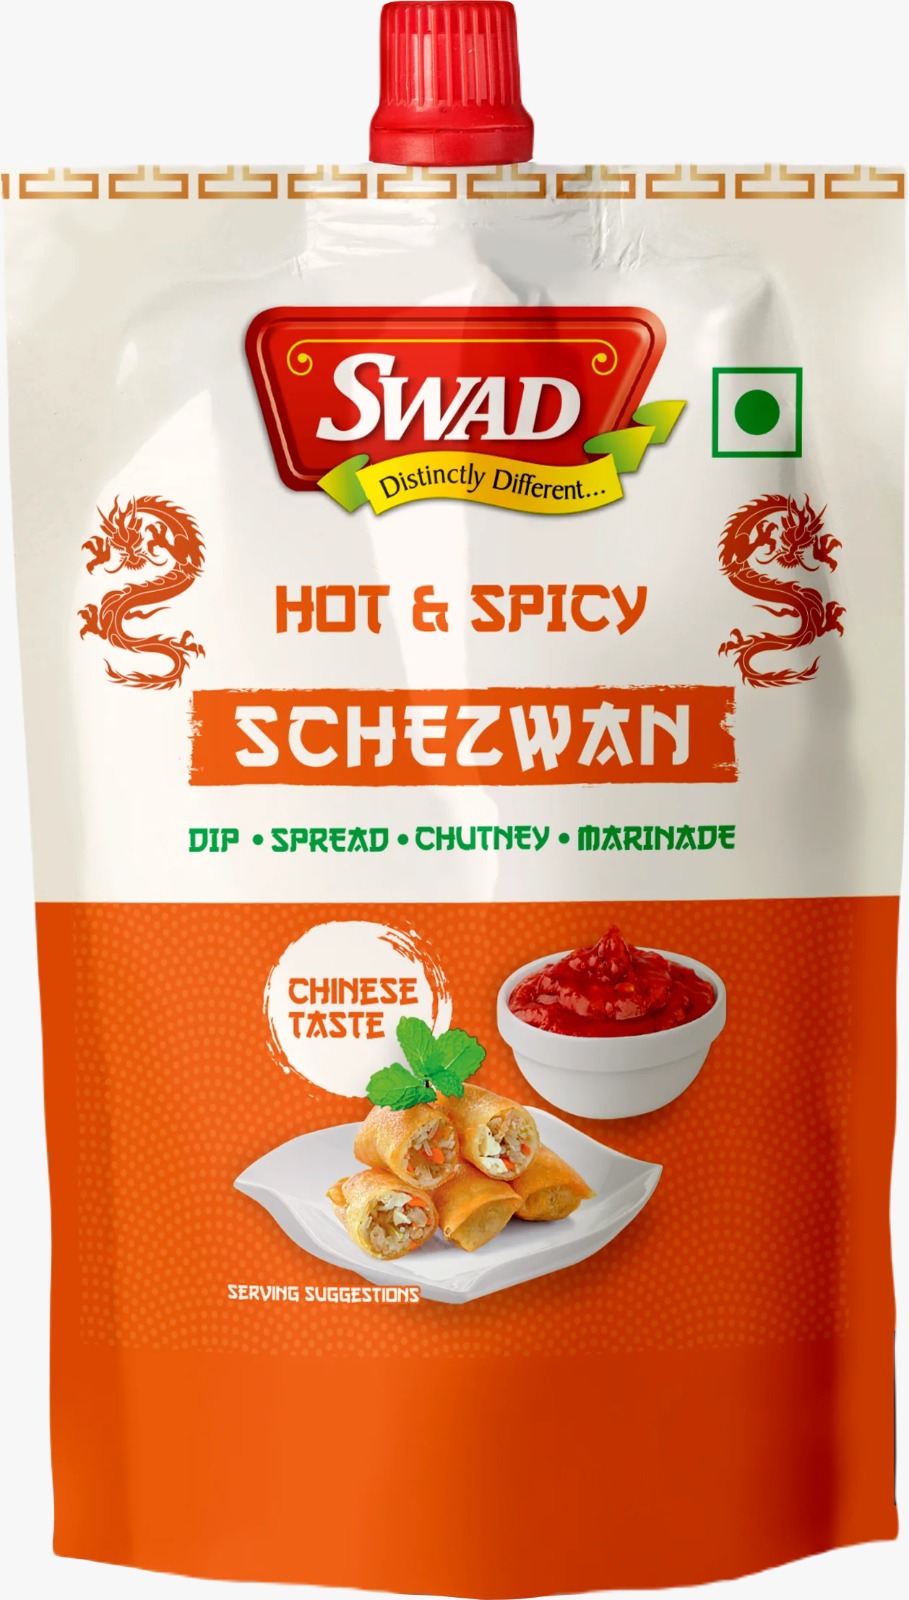 SWAD
Distinctly Different...
HOT & SPICY
SCHEZWAN
DIP • SPREAD • CHUTNEY • MARINADE
CHINESE
TASTE
SERVING SUGGESTIONS